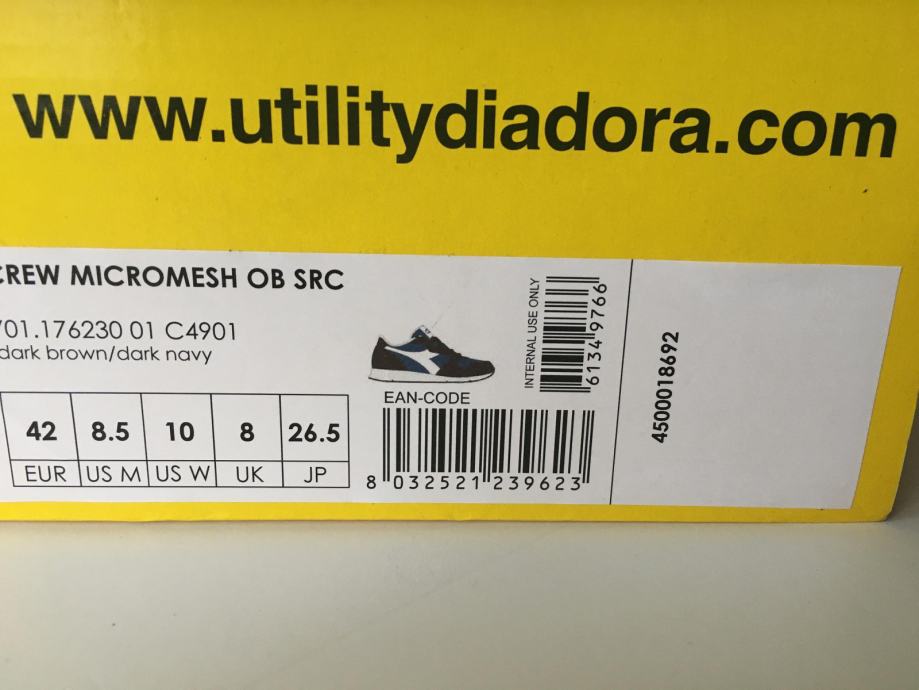 www.utilitydiadora.com
CREW MICROMESH OB SRC
701.176230 01 C4901
dark brown/dark navy
42 8.5 10 8 26.5
EUR US M US W UK JP
EAN-CODE
8 032521 239623
INTERNAL USE ONLY
61349766
4500018692